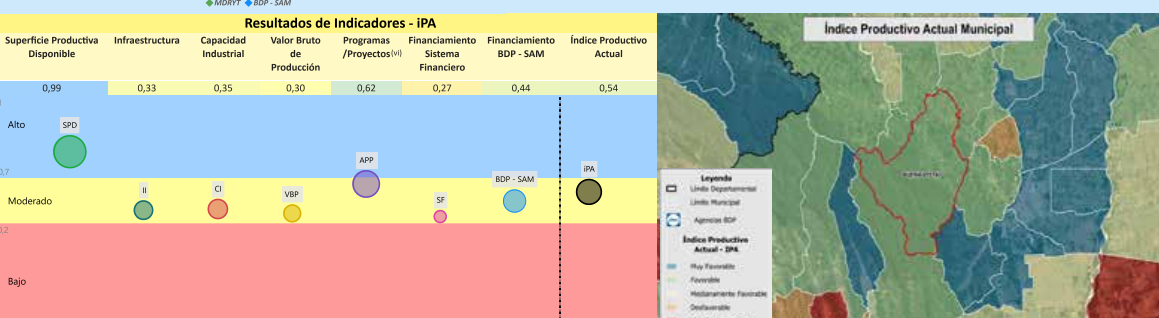 MDRYT BDP - SAM
Resultados de Indicadores - iPA
Superficie Productiva Disponible
Infraestructura
Capacidad Industrial
Valor Bruto de Producción
Programas /Proyectos(vi)
Financiamiento Sistema Financiero
Financiamiento BDP - SAM
Índice Productivo Actual
0,99 0,33 0,35 0,30 0,62 0,27 0,44 0,54
Alto
SPD
APP
0,7
iPA
BDP - SAM
II
CI
VBP
SF
Moderado
0,2
Bajo
Índice Productivo Actual Municipal
Leyenda
Límite Departamental
Límite Municipal
Agencias BDP
Índice Productivo
Actual - IPA
Muy Favorable
Favorable
Medianamente Favorable
Desfavorable